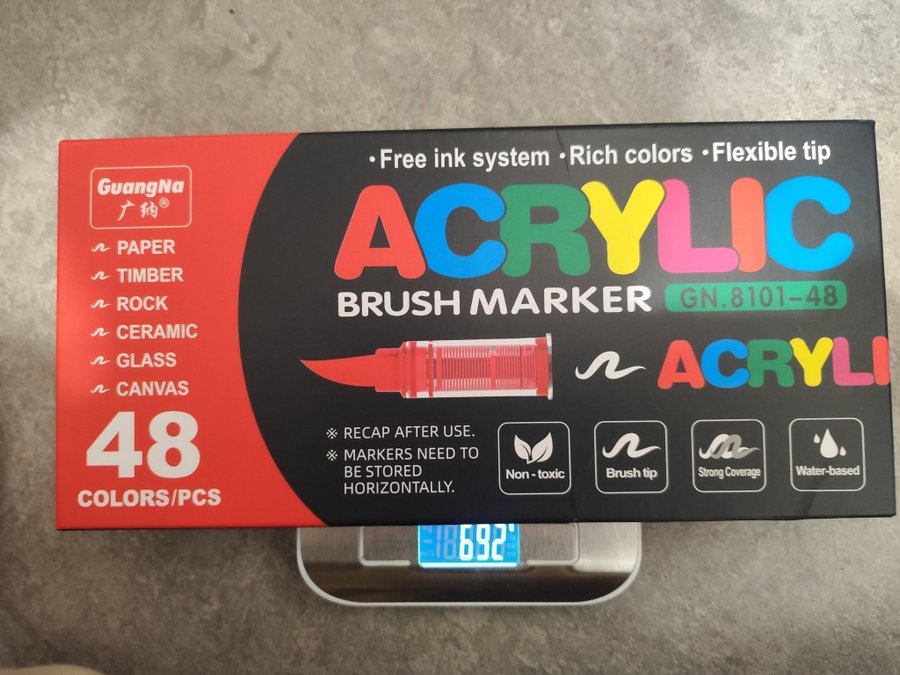 GuangNa
广纳®
PAPER
TIMBER
ROCK
CERAMIC
GLASS
CANVAS
48
COLORS/PCS
•Free ink system •Rich colors •Flexible tip
ACRYLIC
BRUSH MARKER GN.8101-48
ACRYLI
※ RECAP AFTER USE.
※ MARKERS NEED TO
BE STORED
HORIZONTALLY.
Non-toxic
Brush tip
Strong Coverage
Water-based
692